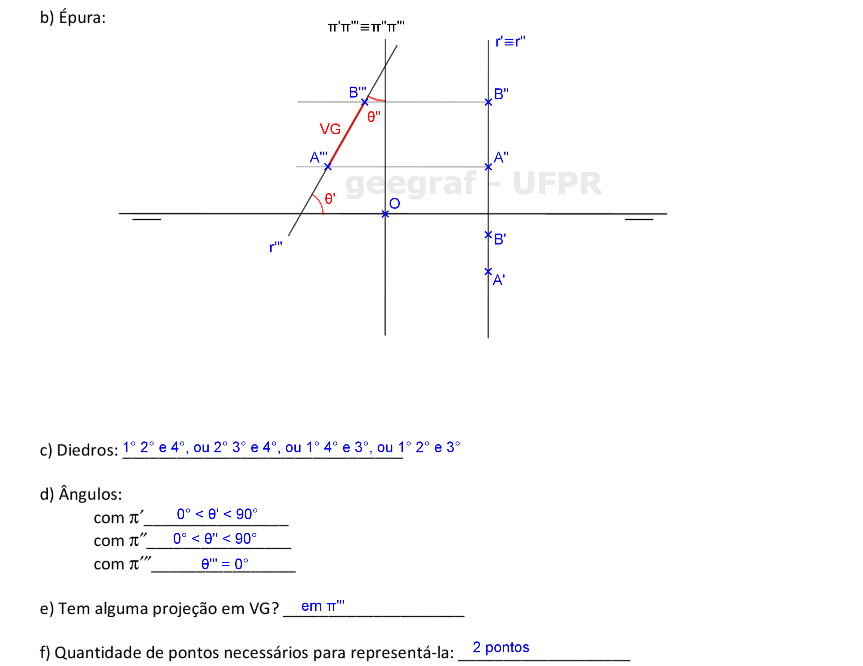 b) Épura:
π'π'''≡π''π'''
r'≡r''
B'''
B''
θ''
VG
A'''
A''
geegraf - UFPR
θ'
O
r'''
B'
A'
c) Diedros: 1° 2° e 4°, ou 2° 3° e 4°, ou 1° 4° e 3°, ou 1° 2° e 3°
d) Ângulos:
com π′ 0° < θ' < 90°
com π″ 0° < θ'' < 90°
com π‴ θ''' = 0°
e) Tem alguma projeção em VG? em π'''
f) Quantidade de pontos necessários para representá-la: 2 pontos